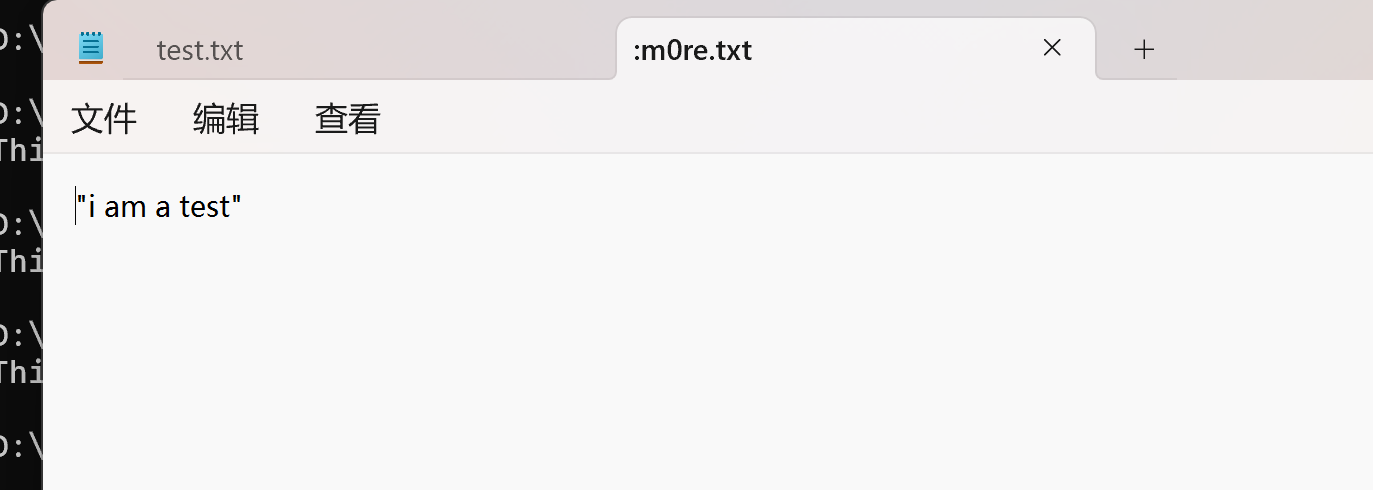 test.txt
:m0re.txt
文件 编辑 查看
"i am a test"
D:\
D:\
Thi
D:\
Thi
D:\
Thi
D:\